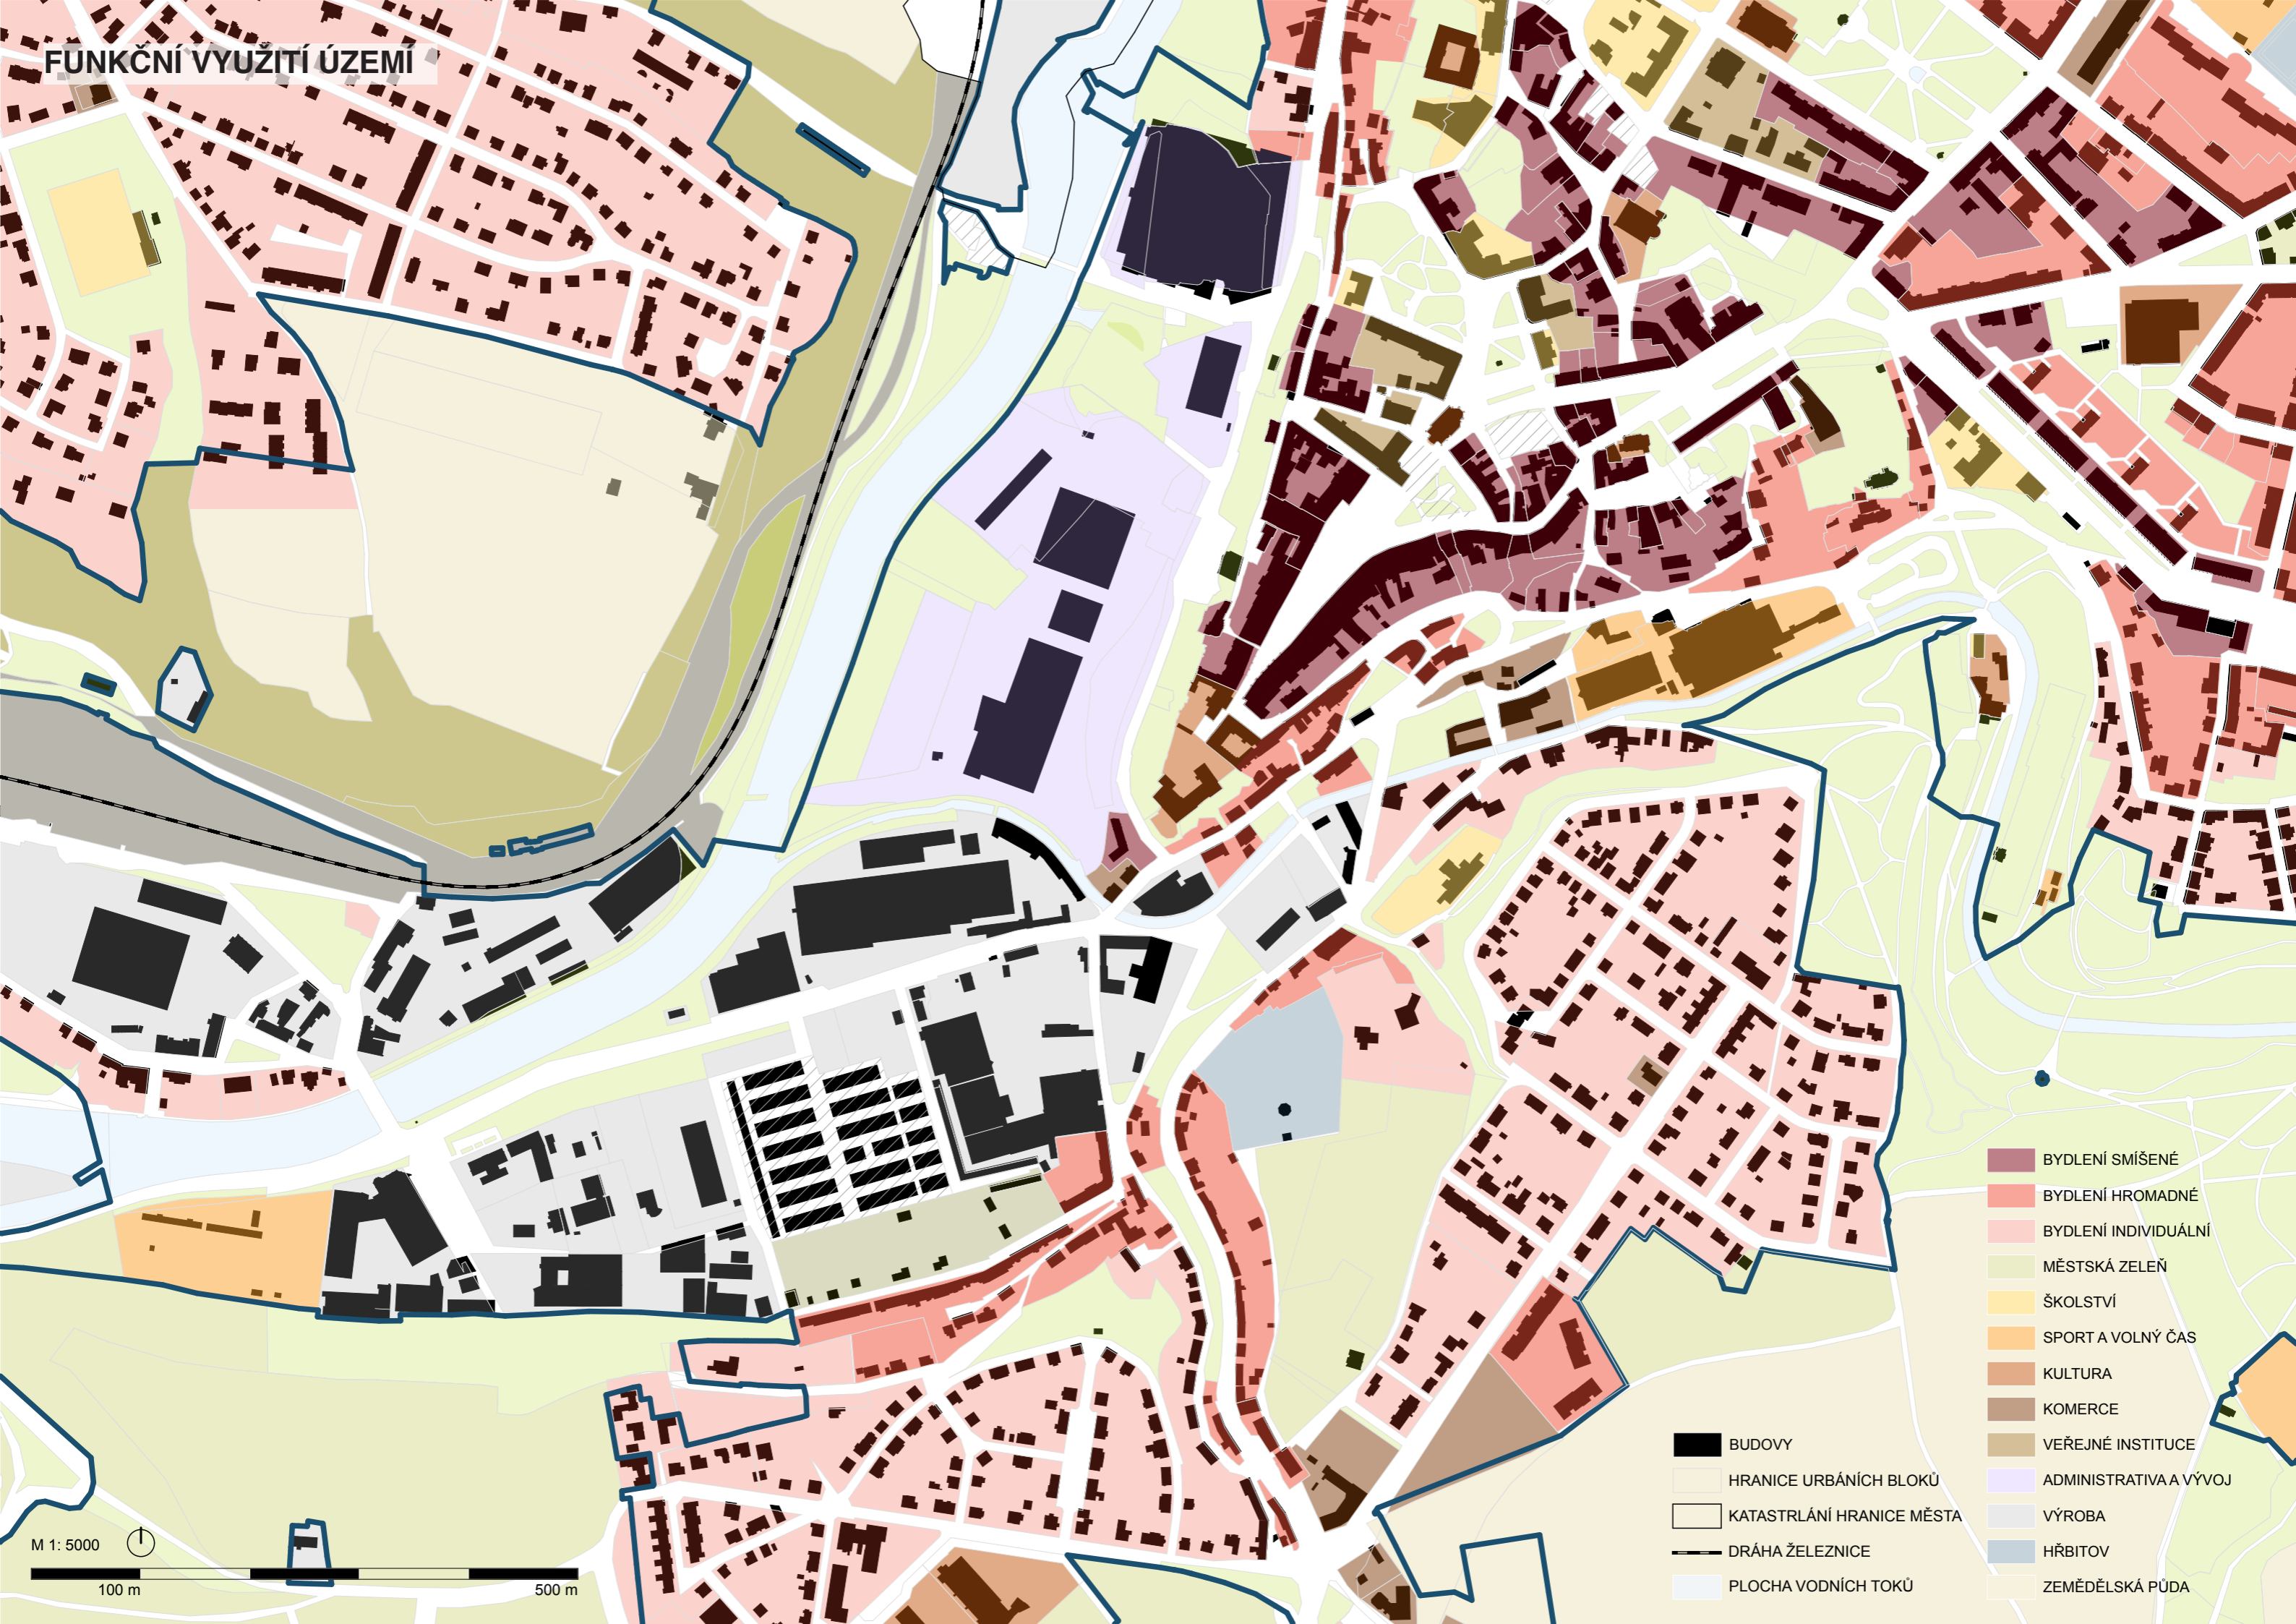 FUNKČNÍ VYUŽITÍ ÚZEMÍ
BYDLENÍ SMÍŠENÉ
BYDLENÍ HROMADNÉ
BYDLENÍ INDIVIDUÁLNÍ
MĚSTSKÁ ZELEŇ
ŠKOLSTVÍ
SPORT A VOLNÝ ČAS
KULTURA
KOMERCE
VEŘEJNÉ INSTITUCE
ADMINISTRATIVA A VÝVOJ
VÝROBA
HŘBITOV
ZEMĚDĚLSKÁ PŮDA
BUDOVY
HRANICE URBÁNÍCH BLOKŮ
KATASTRLÁNÍ HRANICE MĚSTA
DRÁHA ŽELEZNICE
PLOCHA VODNÍCH TOKŮ
M 1: 5000
100 m 500 m